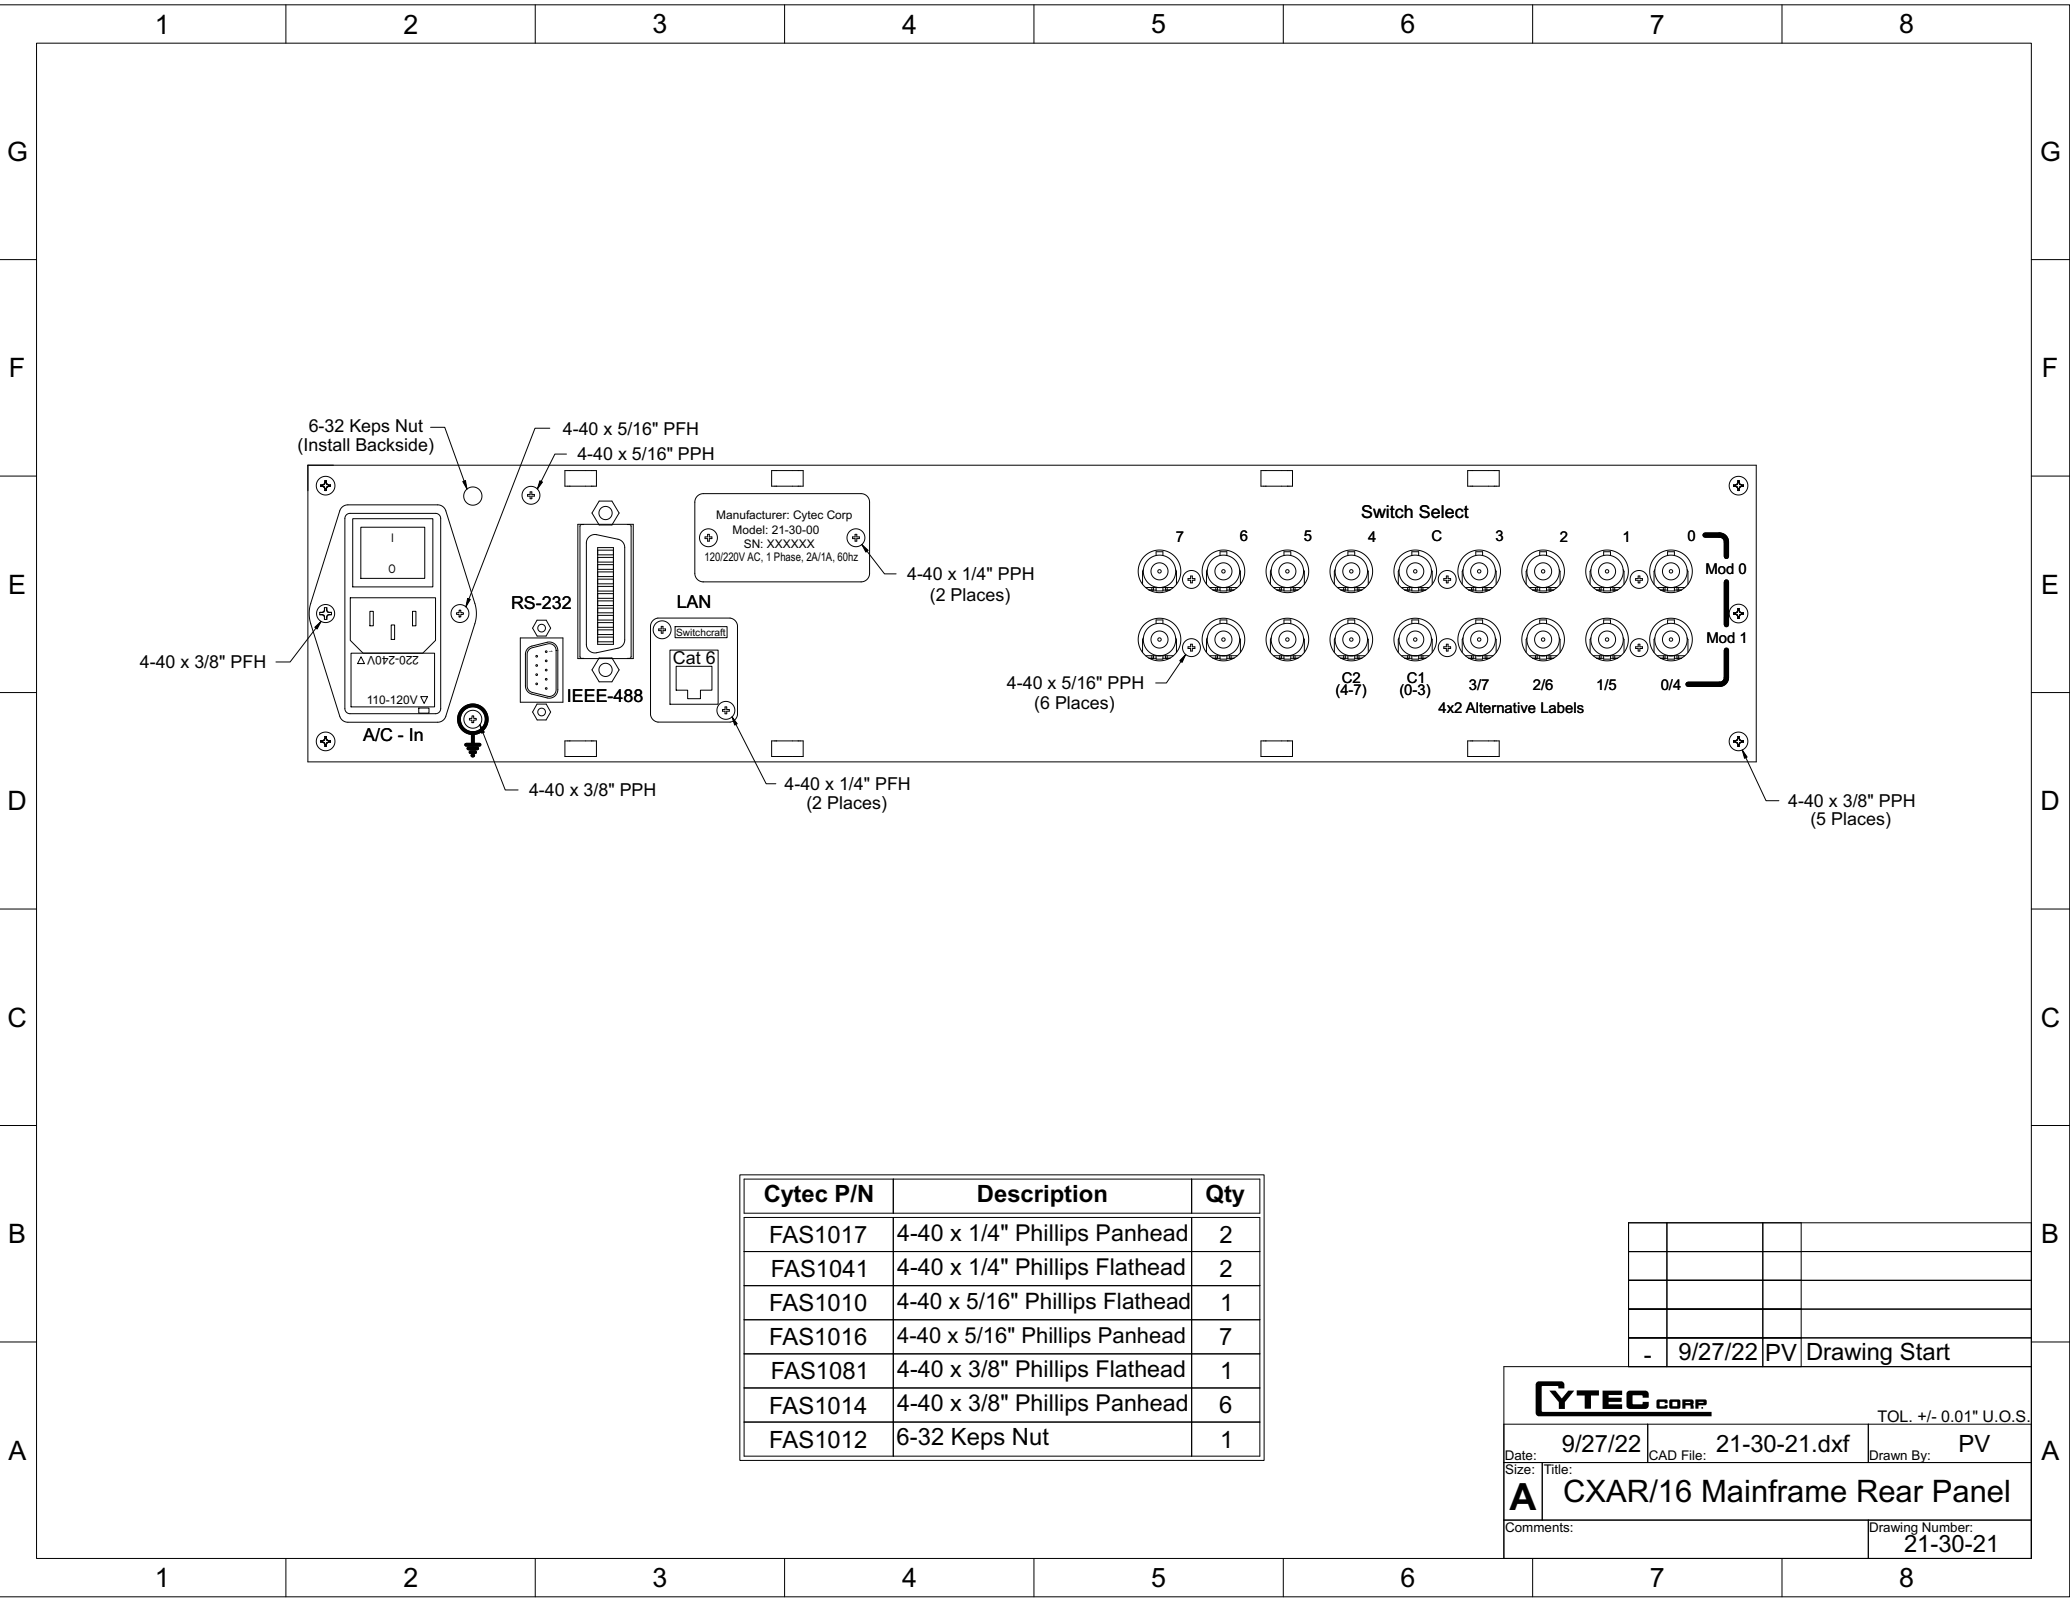 1 2 3 4 5 6 7 8
G G
F F
E E
D D
C C
B B
A A
6-32 Keps Nut
(Install Backside)
4-40 x 5/16" PFH
4-40 x 5/16" PPH
Manufacturer: Cytec Corp
Model: 21-30-00
SN: XXXXXX
120/220V AC, 1 Phase, 2A/1A, 60hz
4-40 x 1/4" PPH
(2 Places)
I
O
RS-232
IEEE-488
LAN
Switchcraft
Cat 6
220-240V
110-120V
A/C - In
4-40 x 3/8" PFH
4-40 x 3/8" PPH
4-40 x 1/4" PFH
(2 Places)
Switch Select
7 6 5 4 C 3 2 1 0
Mod 0
Mod 1
4-40 x 5/16" PPH
(6 Places)
C2 C1 3/7 2/6 1/5 0/4
(4-7) (0-3)
4x2 Alternative Labels
4-40 x 3/8" PPH
(5 Places)
Cytec P/N Description Qty
FAS1017 4-40 x 1/4" Phillips Panhead 2
FAS1041 4-40 x 1/4" Phillips Flathead 2
FAS1010 4-40 x 5/16" Phillips Flathead 1
FAS1016 4-40 x 5/16" Phillips Panhead 7
FAS1081 4-40 x 3/8" Phillips Flathead 1
FAS1014 4-40 x 3/8" Phillips Panhead 6
FAS1012 6-32 Keps Nut 1
- 9/27/22 PV Drawing Start
CYTEC CORP.
TOL. +/- 0.01" U.O.S.
Date: 9/27/22 CAD File: 21-30-21.dxf Drawn By: PV
Size: A Title: CXAR/16 Mainframe Rear Panel
Comments: Drawing Number: 21-30-21
1 2 3 4 5 6 7 8